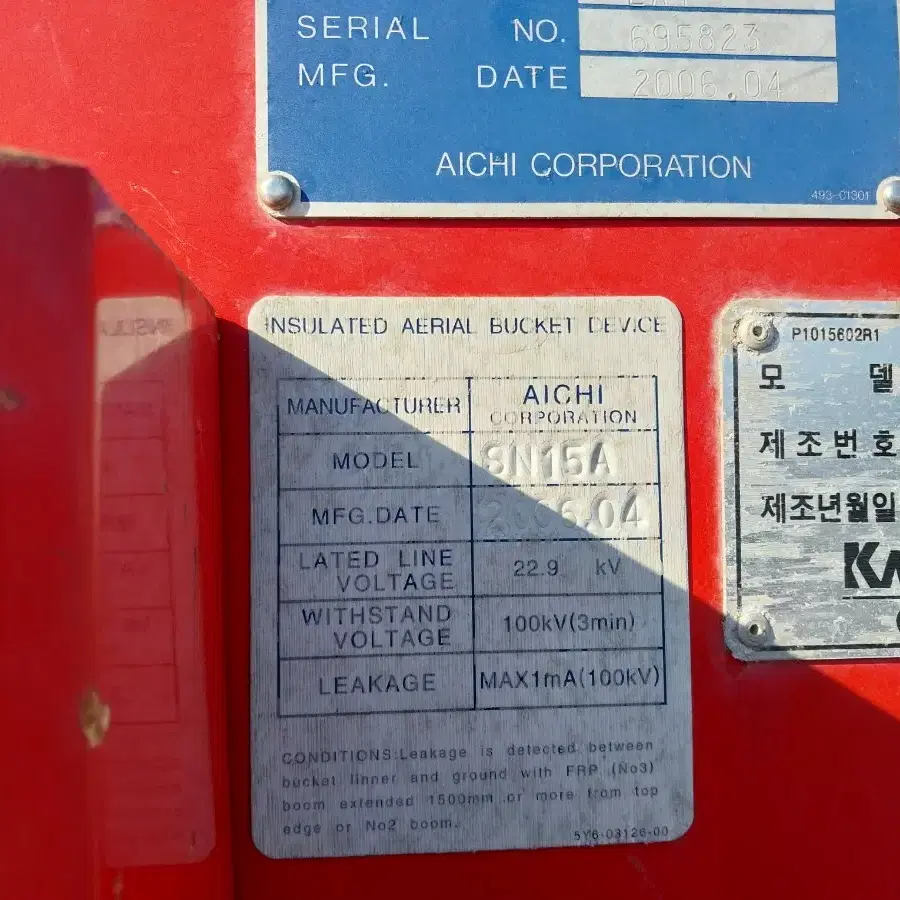 SERIAL NO. 695823
MFG. DATE 2006.04
AICHI CORPORATION
493-C1301
INSULATED AERIAL BUCKET DEVICE
MANUFACTURER AICHI CORPORATION
MODEL SN15A
MFG.DATE 2006.04
LATED LINE VOLTAGE 22.9 kV
WITHSTAND VOLTAGE 100kV(3min)
LEAKAGE MAX1mA(100kV)
CONDITIONS:Leakage is detected between
bucket linner and ground with FRP (No3)
boom extended 1500mm or more from top
edge or No2 boom.
5Y6-03126-00
P1015602R1
모 델
제조번호
제조년월일